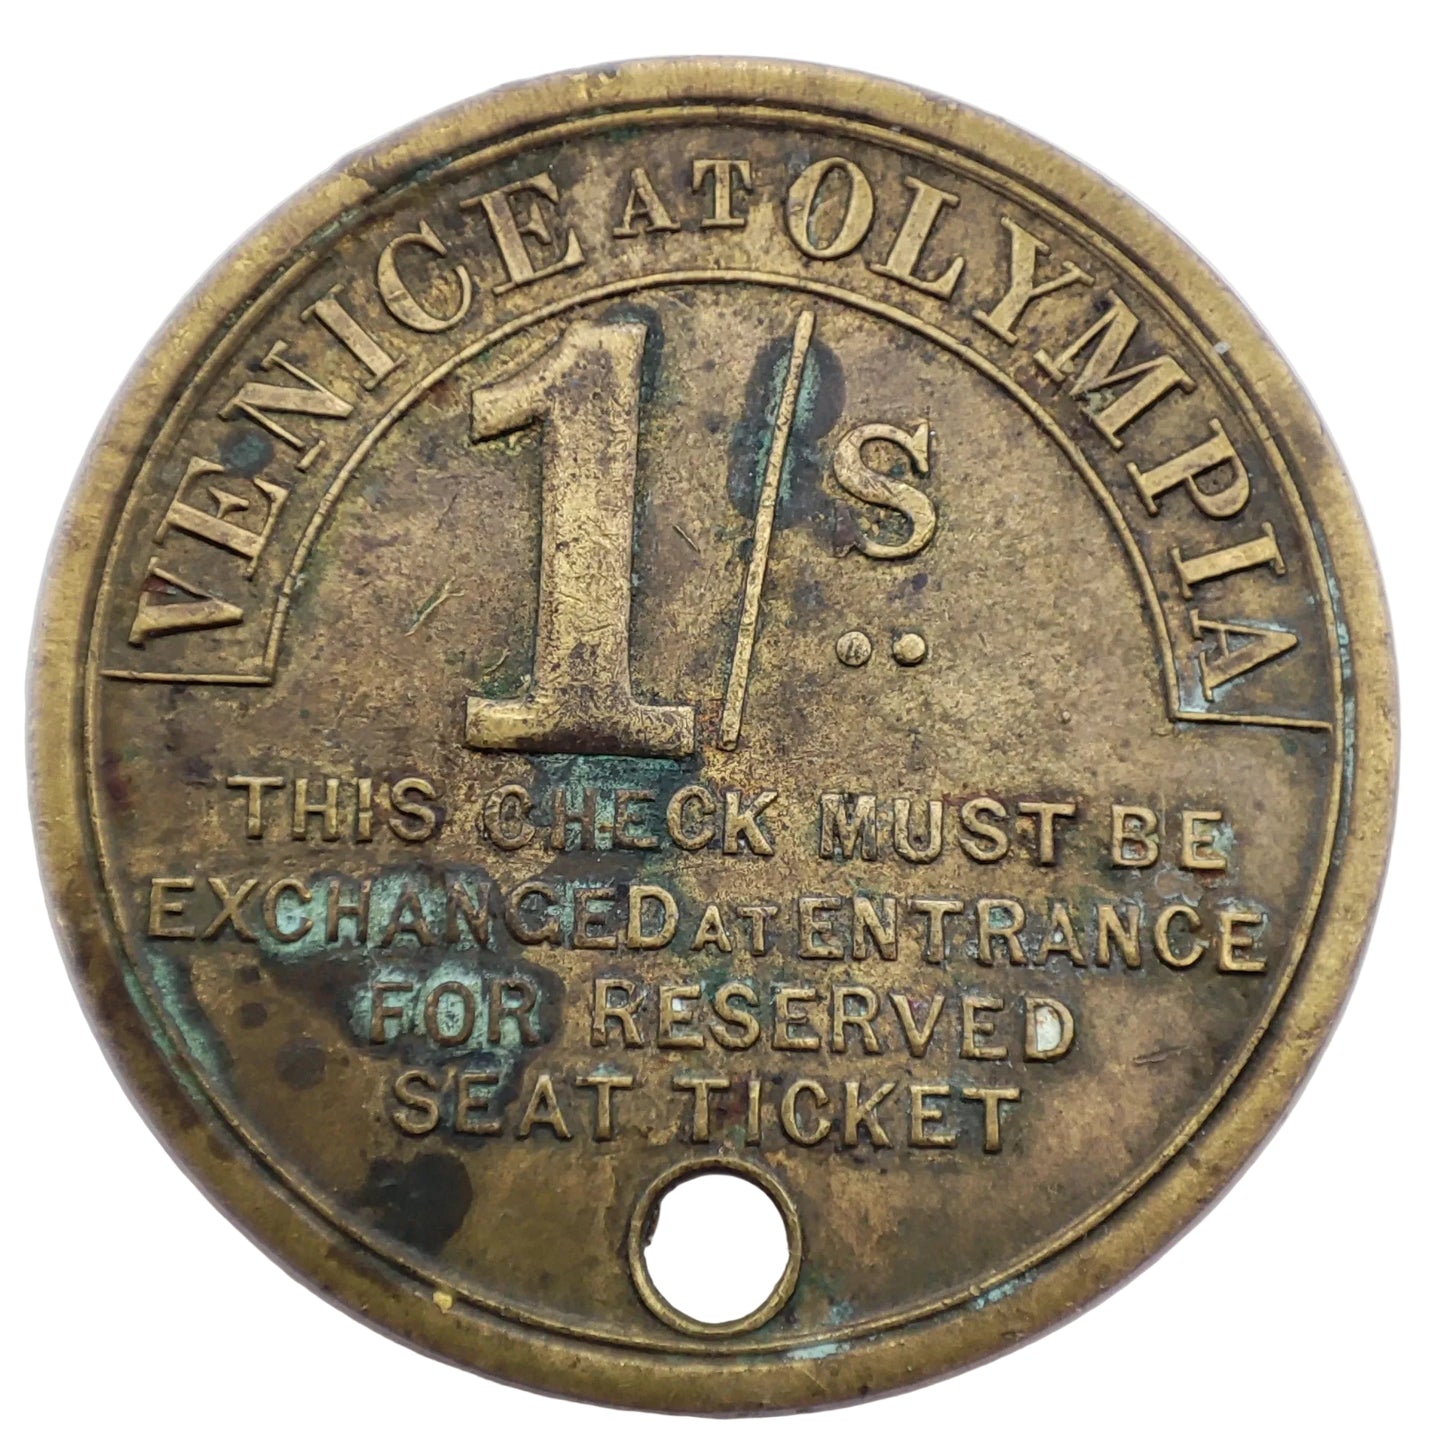 VENICE AT OLYMPIA
1/S
THIS CHECK MUST BE
EXCHANGED AT ENTRANCE
FOR RESERVED
SEAT TICKET